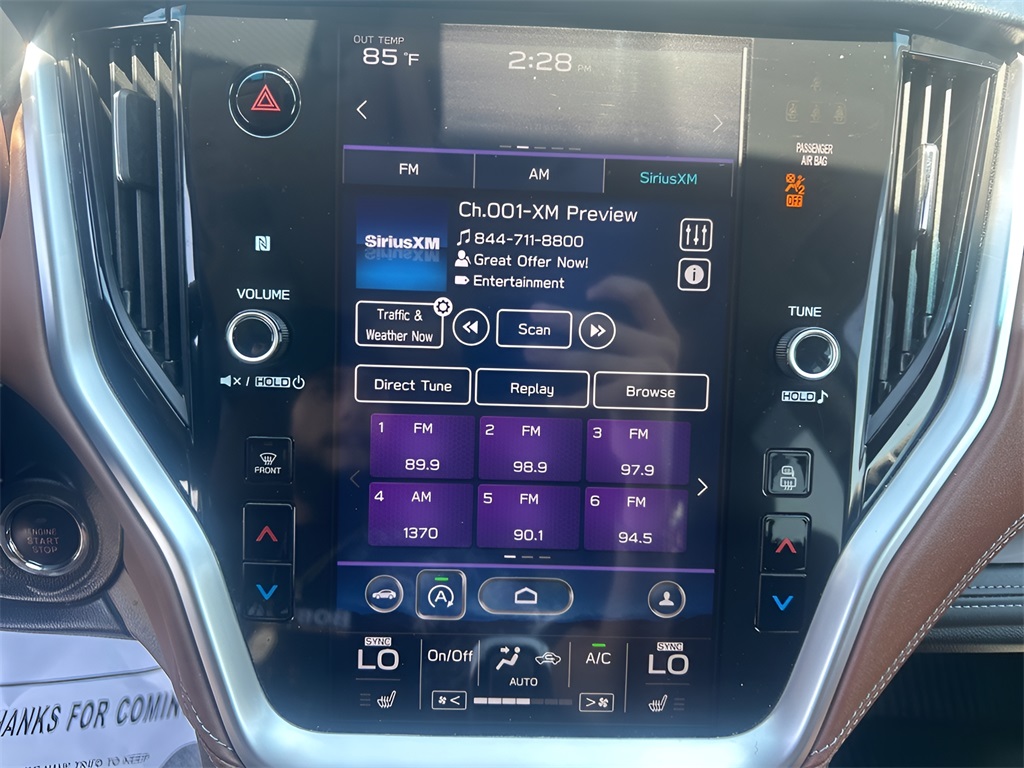 OUT TEMP
85°F
2:28 PM
PASSENGER
AIR BAG
2
OFF
FM
AM
SiriusXM
Ch.001-XM Preview
SiriusXM
844-711-8800
Great Offer Now!
Entertainment
N
VOLUME
TUNE
Traffic &
Weather Now
Scan
/ HOLD
HOLD
Direct Tune
Replay
Browse
1 FM
89.9
2 FM
98.9
3 FM
97.9
4 AM
1370
5 FM
90.1
6 FM
94.5
FRONT
ENGINE
START
STOP
A
SYNC
LO
On/Off
AUTO
A/C
SYNC
LO
THANKS FOR COMIN